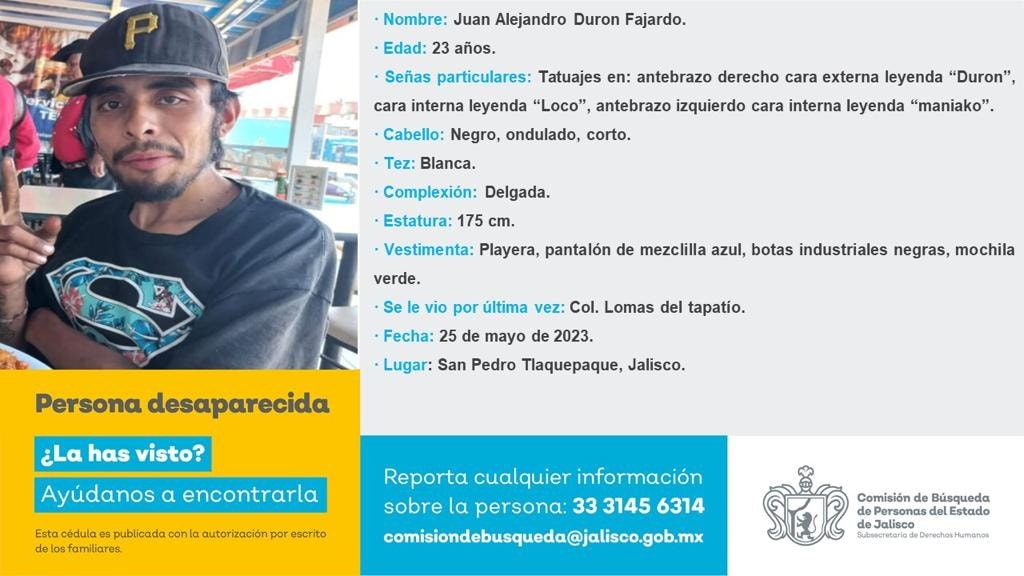 P
ervic
TE
S
· Nombre: Juan Alejandro Duron Fajardo.
· Edad: 23 años.
· Señas particulares: Tatuajes en: antebrazo derecho cara externa leyenda “Duron”,
cara interna leyenda “Loco”, antebrazo izquierdo cara interna leyenda “maniako”.
· Cabello: Negro, ondulado, corto.
· Tez: Blanca.
· Complexión: Delgada.
· Estatura: 175 cm.
· Vestimenta: Playera, pantalón de mezclilla azul, botas industriales negras, mochila
verde.
· Se le vio por última vez: Col. Lomas del tapatío.
· Fecha: 25 de mayo de 2023.
· Lugar: San Pedro Tlaquepaque, Jalisco.
Persona desaparecida
¿La has visto?
Ayúdanos a encontrarla
Esta cédula es publicada con la autorización por escrito
de los familiares.
Reporta cualquier información
sobre la persona: 33 3145 6314
comisiondebusqueda@jalisco.gob.mx
Comisión de Búsqueda
de Personas del Estado
de Jalisco
Subsecretaría de Derechos Humanos